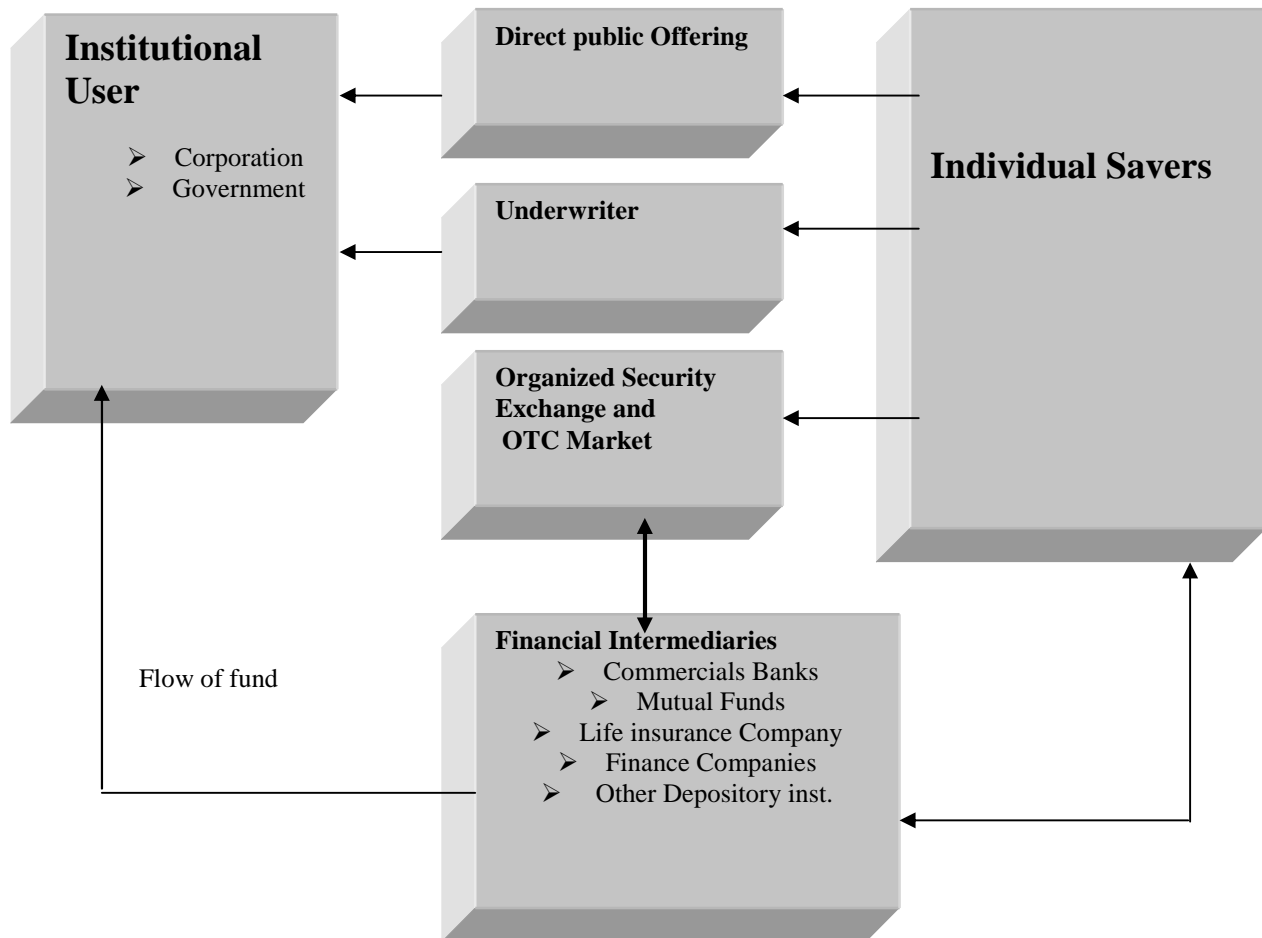 Institutional
User
➢ Corporation
➢ Government
Direct public Offering
Underwriter
Organized Security
Exchange and
OTC Market
Individual Savers
Financial Intermediaries
➢ Commercials Banks
➢ Mutual Funds
➢ Life insurance Company
➢ Finance Companies
➢ Other Depository inst.
Flow of fund